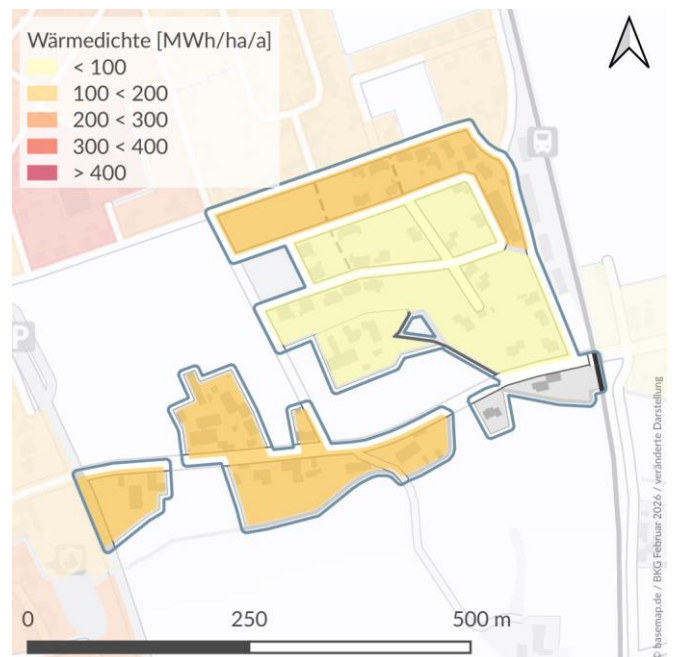 Wärmedichte [MWh/ha/a]
< 100
100 < 200
200 < 300
300 < 400
> 400
P
© basemap.de / BKG Februar 2026 / veränderte Darstellung
0 250 500 m